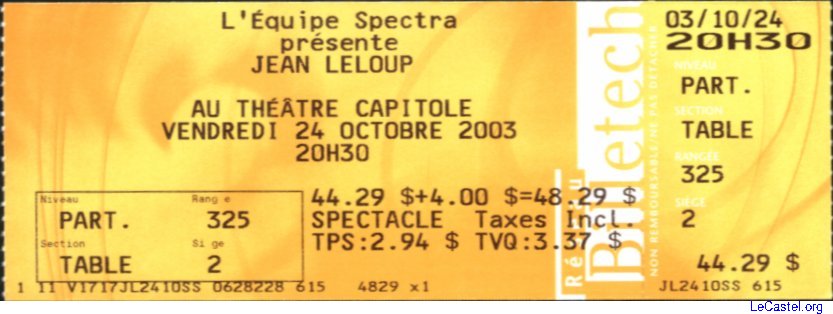 L'Équipe Spectra
présente
JEAN LELOUP
AU THÉÂTRE CAPITOLE
VENDREDI 24 OCTOBRE 2003
20H30
Niveau Rang e
PART. 325
Section Si ge
TABLE 2
44.29 $+4.00 $=48.29 $
SPECTACLE Taxes Incl.
TPS:2.94 $ TVQ:3.37 $
1 11 V1717JL2410SS 0628228 615 4829 x1
Réseau
Billetech
NON REMBOURSABLE/NE PAS DÉTACHER
03/10/24
20H30
NIVEAU
PART.
SECTION
TABLE
RANGÉE
325
SIÈGE
2
44.29 $
JL2410SS 615
LeCastel.org